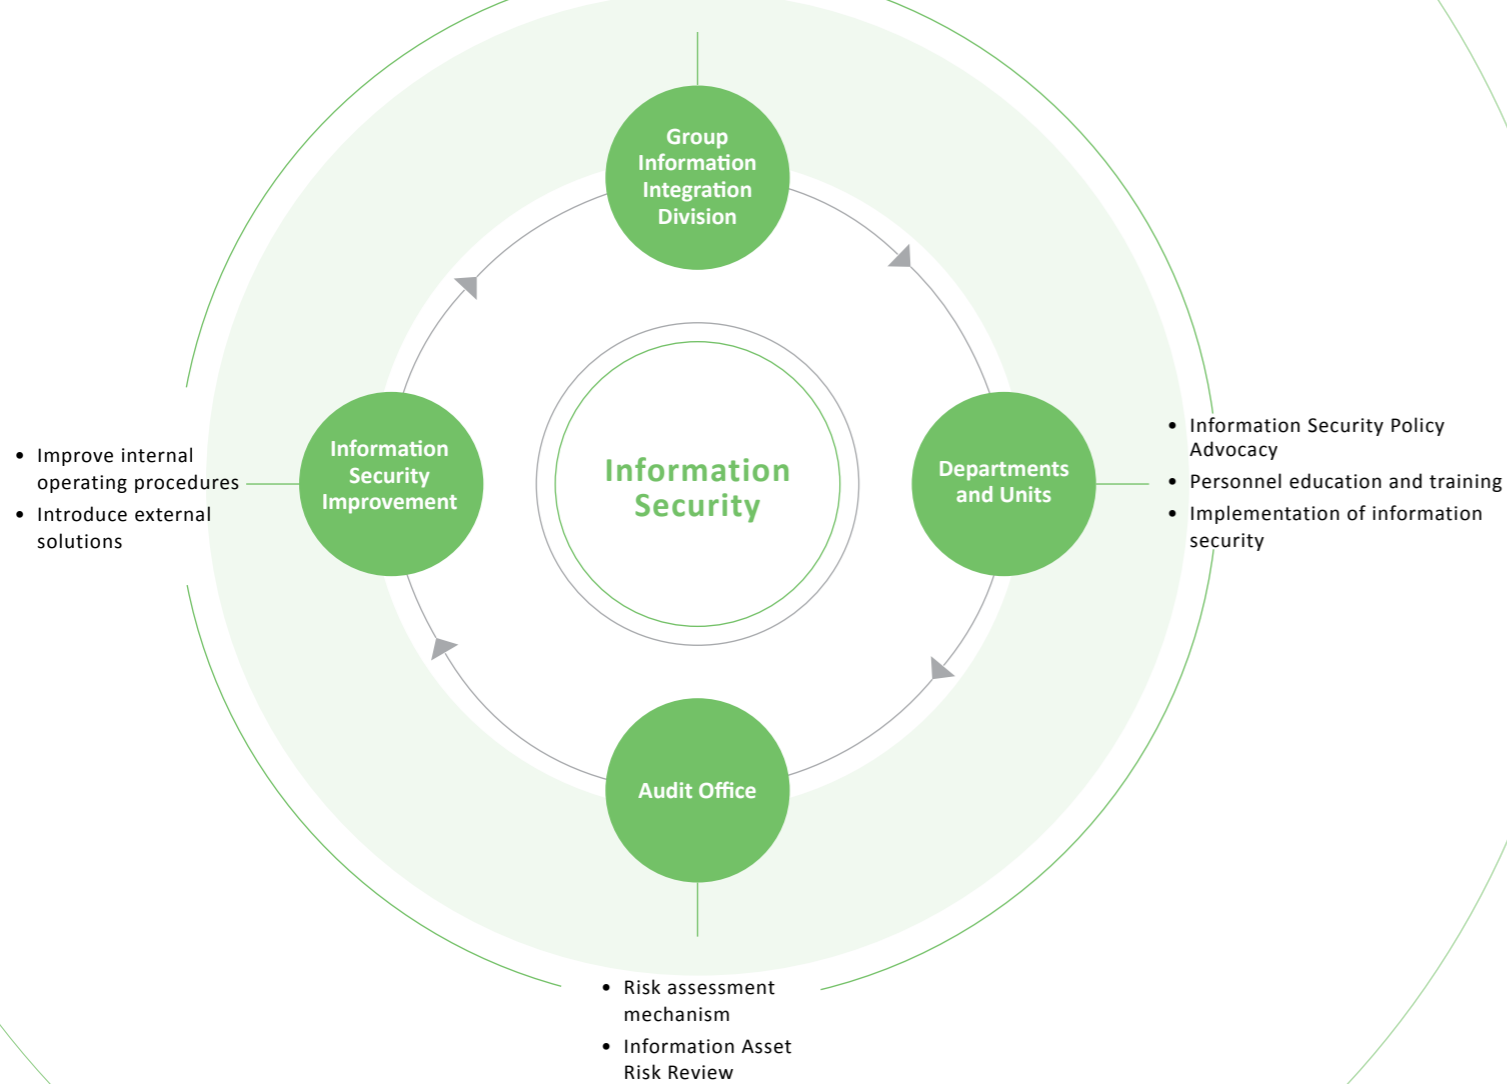 Group
Information
Integration
Division
Information
Security
Improvement
• Improve internal
operating procedures
• Introduce external
solutions
Information
Security
Departments
and Units
• Information Security Policy
Advocacy
• Personnel education and training
• Implementation of information
security
Audit Office
• Risk assessment
mechanism
• Information Asset
Risk Review